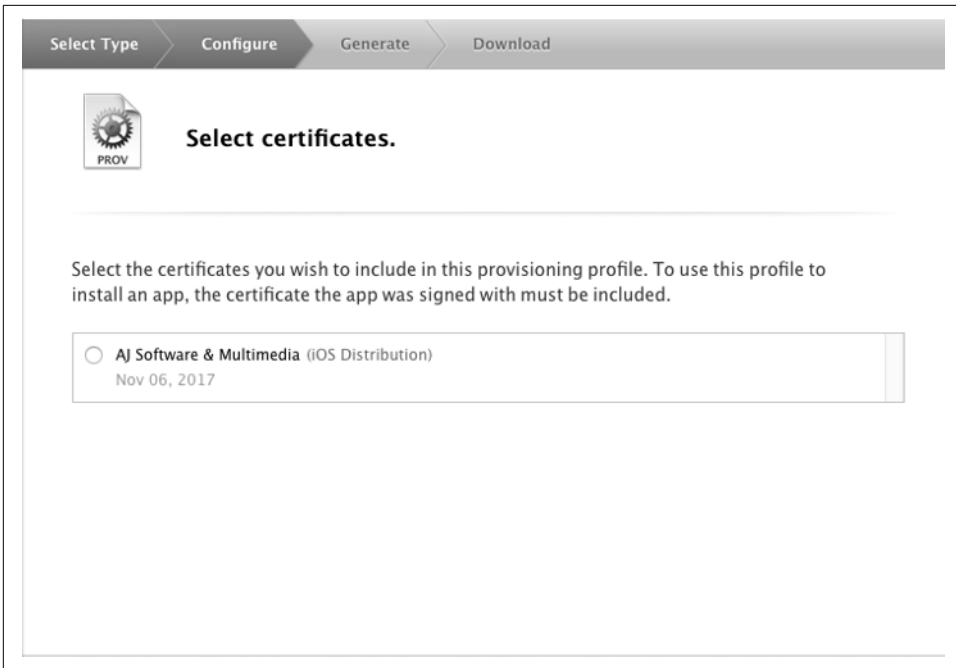 Select Type Configure Generate Download
PROV
Select certificates.
Select the certificates you wish to include in this provisioning profile. To use this profile to
install an app, the certificate the app was signed with must be included.
AJ Software & Multimedia (iOS Distribution)
Nov 06, 2017